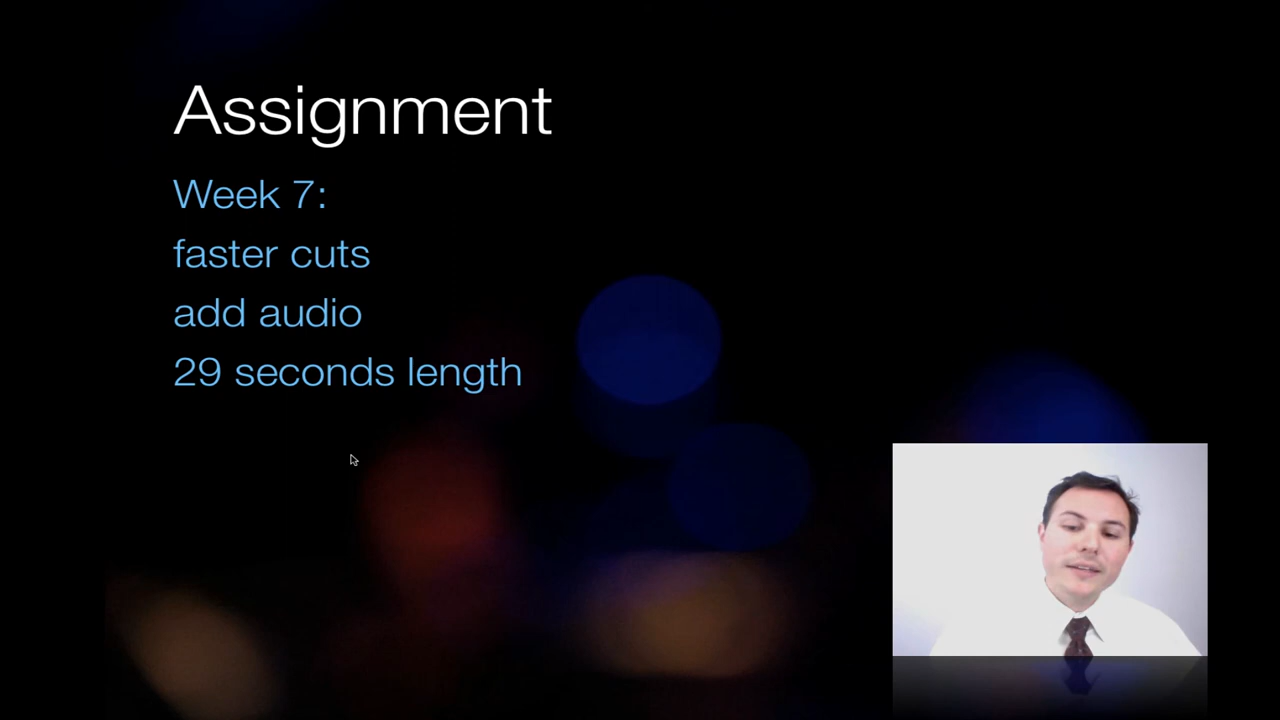 Assignment
Week 7:
faster cuts
add audio
29 seconds length